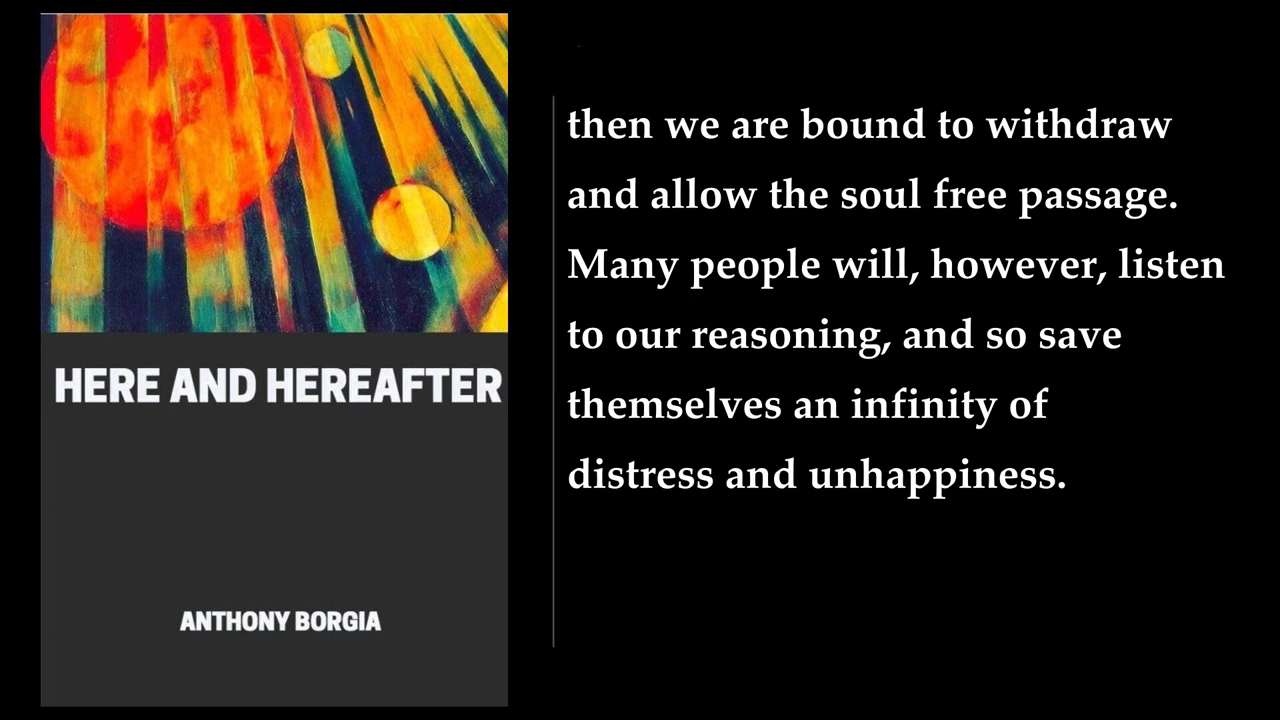 HERE AND HEREAFTER
ANTHONY BORGIA
then we are bound to withdraw
and allow the soul free passage.
Many people will, however, listen
to our reasoning, and so save
themselves an infinity of
distress and unhappiness.